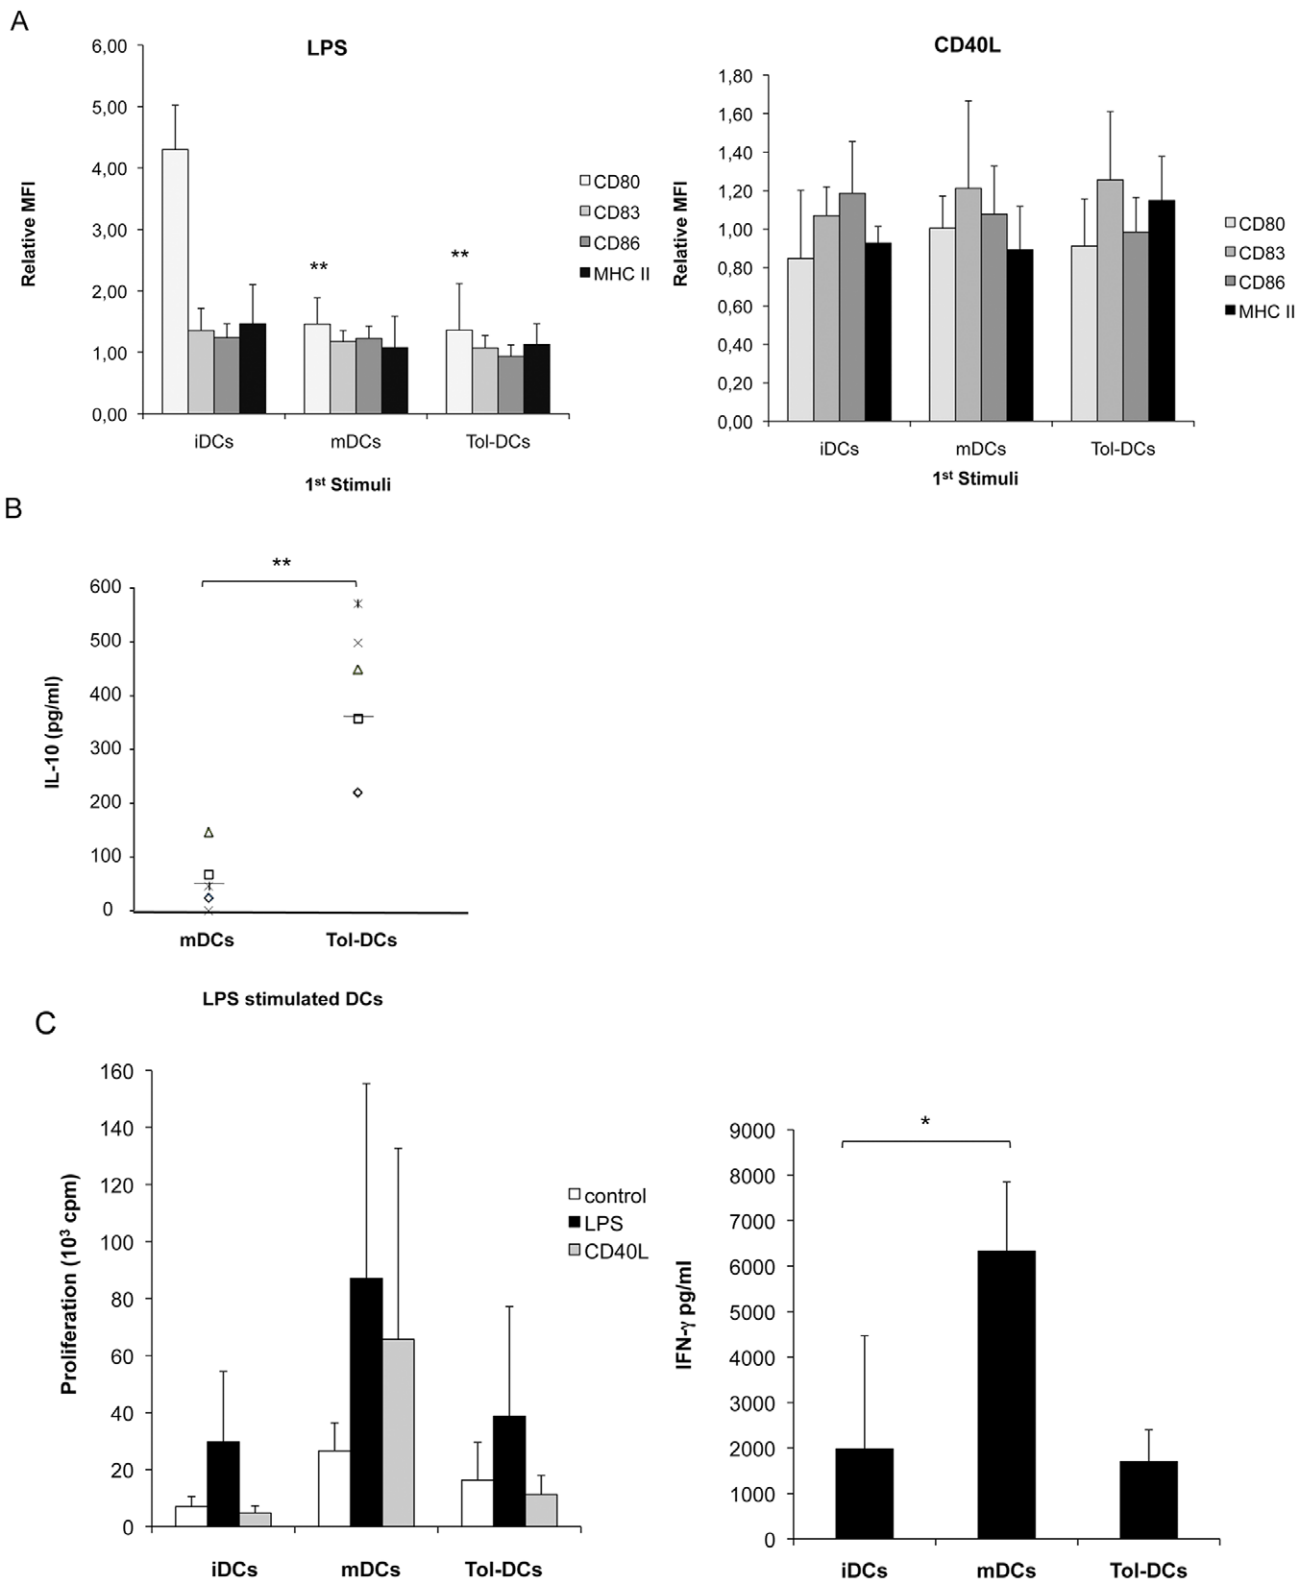 A
LPS
6,00
5,00
4,00
3,00
2,00
1,00
0,00
Relative MFI
**
**
CD80
CD83
CD86
MHC II
iDCs
mDCs
Tol-DCs
1st Stimuli
CD40L
1,80
1,60
1,40
1,20
1,00
0,80
0,60
0,40
0,20
0,00
Relative MFI
CD80
CD83
CD86
MHC II
iDCs
mDCs
Tol-DCs
1st Stimuli
B
**
600
500
400
300
200
100
0
IL-10 (pg/ml)
mDCs
Tol-DCs
LPS stimulated DCs
C
160
140
120
100
80
60
40
20
0
Proliferation (10³ cpm)
control
LPS
CD40L
iDCs
mDCs
Tol-DCs
*
9000
8000
7000
6000
5000
4000
3000
2000
1000
0
IFN-γ pg/ml
iDCs
mDCs
Tol-DCs